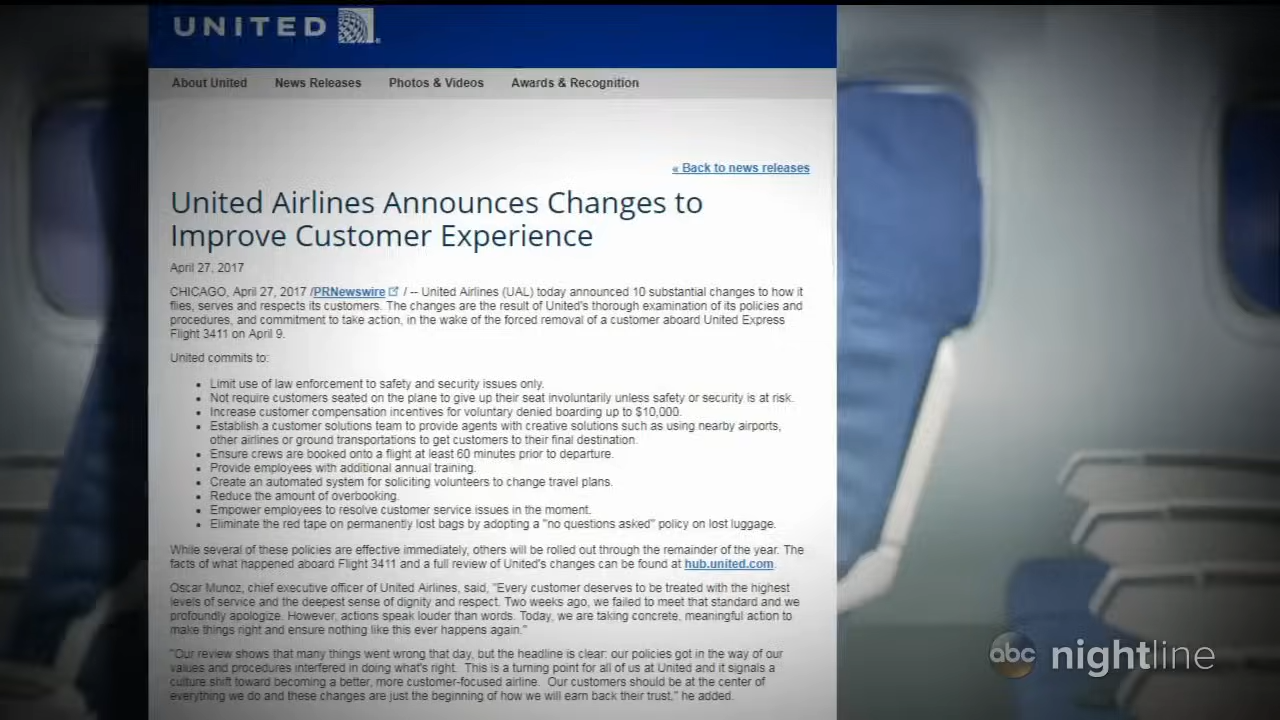 UNITED
About United News Releases Photos & Videos Awards & Recognition
« Back to news releases
United Airlines Announces Changes to
Improve Customer Experience
April 27, 2017
CHICAGO, April 27, 2017 /PRNewswire / -- United Airlines (UAL) today announced 10 substantial changes to how it
flies, serves and respects its customers. The changes are the result of United's thorough examination of its policies and
procedures, and commitment to take action, in the wake of the forced removal of a customer aboard United Express
Flight 3411 on April 9.
United commits to:
• Limit use of law enforcement to safety and security issues only.
• Not require customers seated on the plane to give up their seat involuntarily unless safety or security is at risk.
• Increase customer compensation incentives for voluntary denied boarding up to $10,000.
• Establish a customer solutions team to provide agents with creative solutions such as using nearby airports,
other airlines or ground transportations to get customers to their final destination.
• Ensure crews are booked onto a flight at least 60 minutes prior to departure.
• Provide employees with additional annual training.
• Create an automated system for soliciting volunteers to change travel plans.
• Reduce the amount of overbooking.
• Empower employees to resolve customer service issues in the moment.
• Eliminate the red tape on permanently lost bags by adopting a "no questions asked" policy on lost luggage.
While several of these policies are effective immediately, others will be rolled out through the remainder of the year. The
facts of what happened aboard Flight 3411 and a full review of United's changes can be found at hub.united.com.
Oscar Munoz, chief executive officer of United Airlines, said, "Every customer deserves to be treated with the highest
levels of service and the deepest sense of dignity and respect. Two weeks ago, we failed to meet that standard and we
profoundly apologize. However, actions speak louder than words. Today, we are taking concrete, meaningful action to
make things right and ensure nothing like this ever happens again."
"Our review shows that many things went wrong that day, but the headline is clear: our policies got in the way of our
values and procedures interfered in doing what's right. This is a turning point for all of us at United and it signals a
culture shift toward becoming a better, more customer-focused airline. Our customers should be at the center of
everything we do and these changes are just the beginning of how we will earn back their trust," he added.
abc nightline